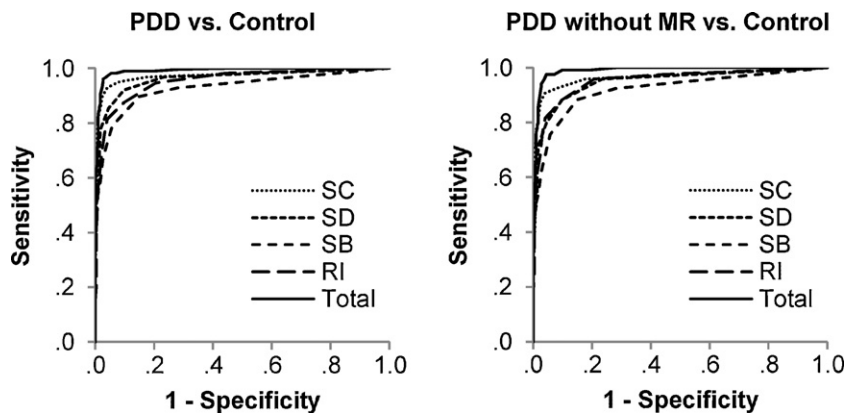 PDD vs. Control
1.0
.8
.6
.4
.2
.0
Sensitivity
SC
SD
SB
RI
Total
.0 .2 .4 .6 .8 1.0
1 - Specificity
PDD without MR vs. Control
1.0
.8
.6
.4
.2
.0
Sensitivity
SC
SD
SB
RI
Total
.0 .2 .4 .6 .8 1.0
1 - Specificity